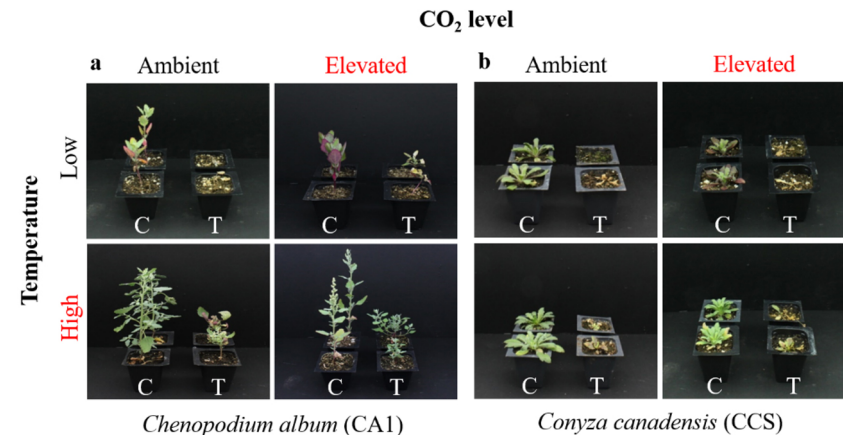 CO₂ level
a Ambient Elevated b Ambient Elevated
Temperature
Low
C T C T C T C T
High
C T C T C T C T
Chenopodium album (CA1) Conyza canadensis (CCS)